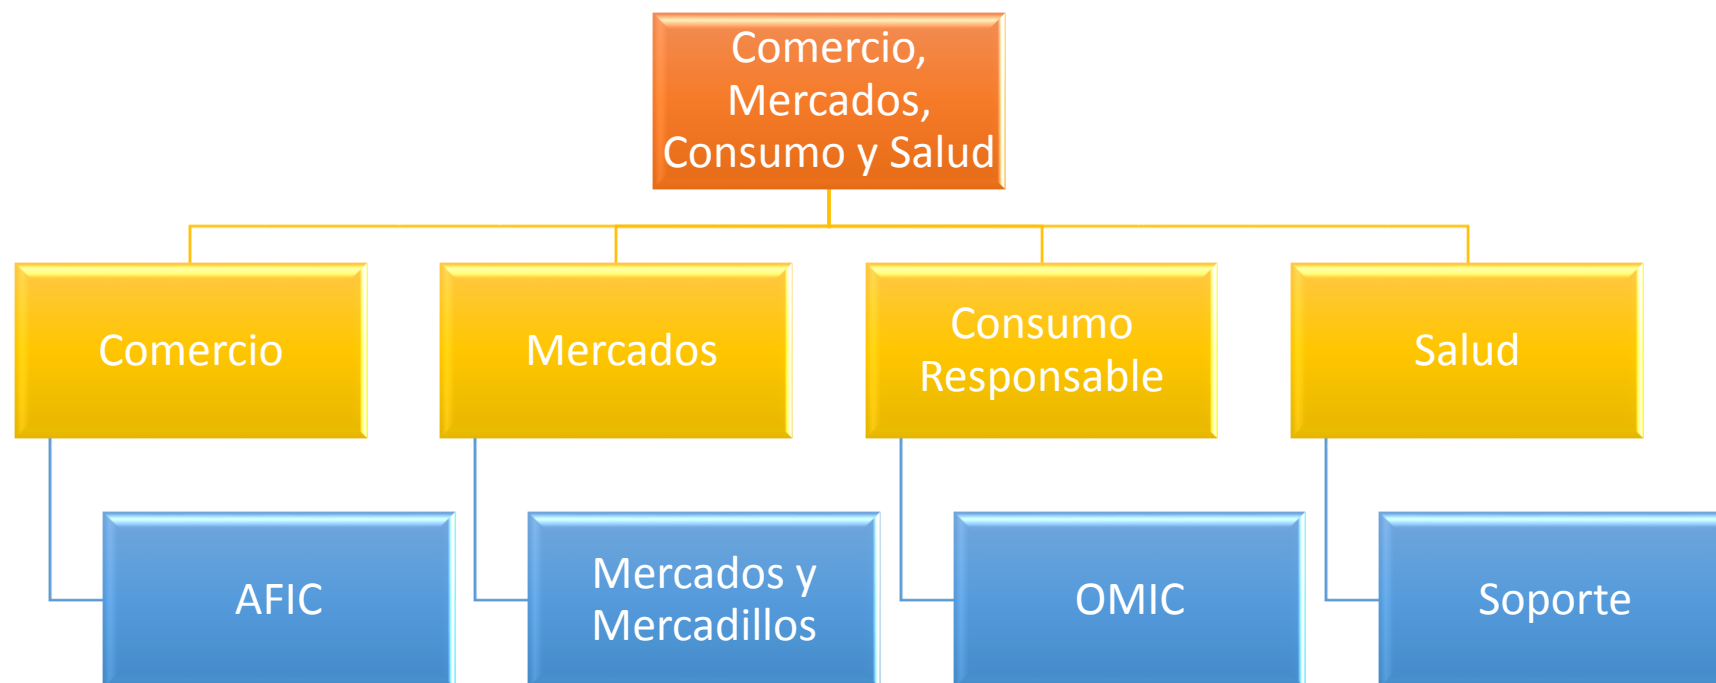 Comercio,
Mercados,
Consumo y Salud
Comercio
Mercados
Consumo
Responsable
Salud
AFIC
Mercados y
Mercadillos
OMIC
Soporte